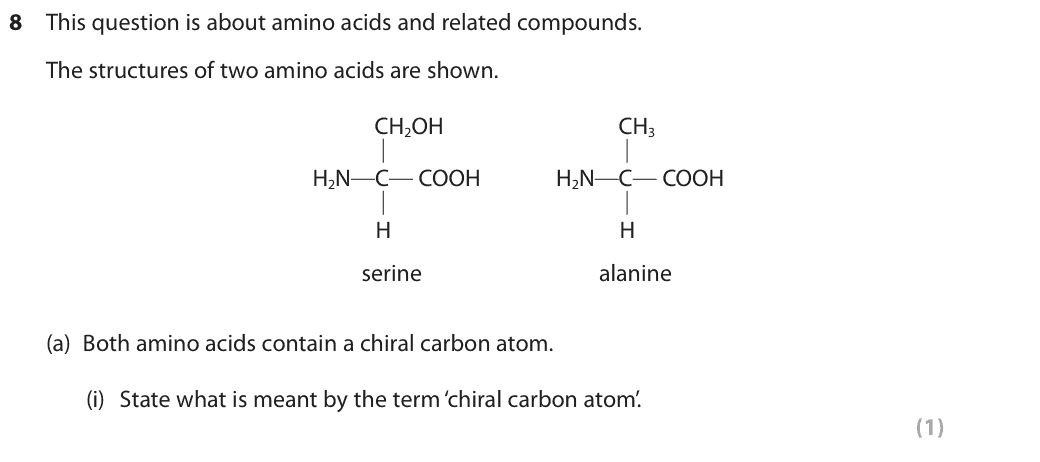 8 This question is about amino acids and related compounds.
The structures of two amino acids are shown.
CH₂OH CH₃
H₂N—C—COOH H₂N—C—COOH
H H
serine alanine
(a) Both amino acids contain a chiral carbon atom.
(i) State what is meant by the term ‘chiral carbon atom’.
(1)